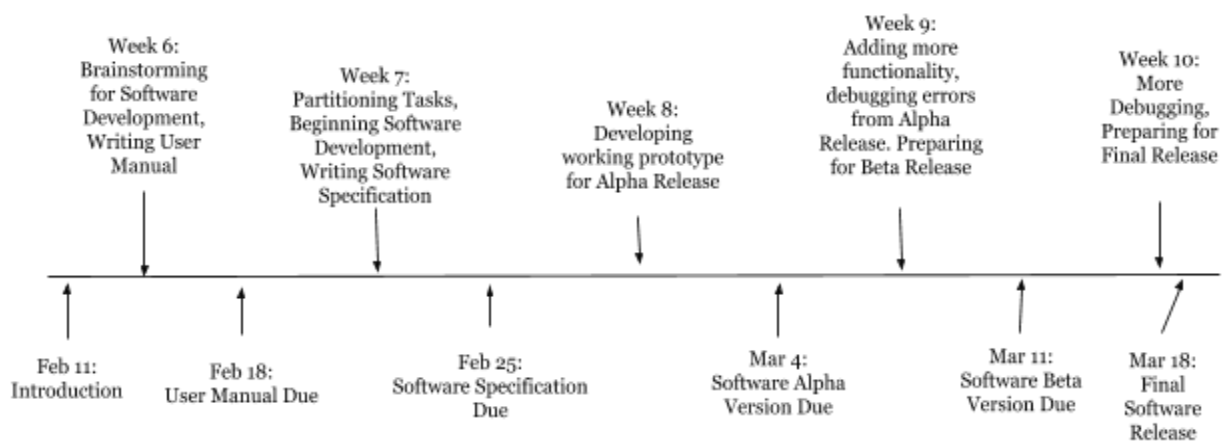 Week 6:
Brainstorming
for Software
Development,
Writing User
Manual
Week 7:
Partitioning Tasks,
Beginning Software
Development,
Writing Software
Specification
Week 8:
Developing
working prototype
for Alpha Release
Week 9:
Adding more
functionality,
debugging errors
from Alpha
Release. Preparing
for Beta Release
Week 10:
More
Debugging,
Preparing for
Final Release
Feb 11:
Introduction
Feb 18:
User Manual Due
Feb 25:
Software Specification
Due
Mar 4:
Software Alpha
Version Due
Mar 11:
Software Beta
Version Due
Mar 18:
Final
Software
Release